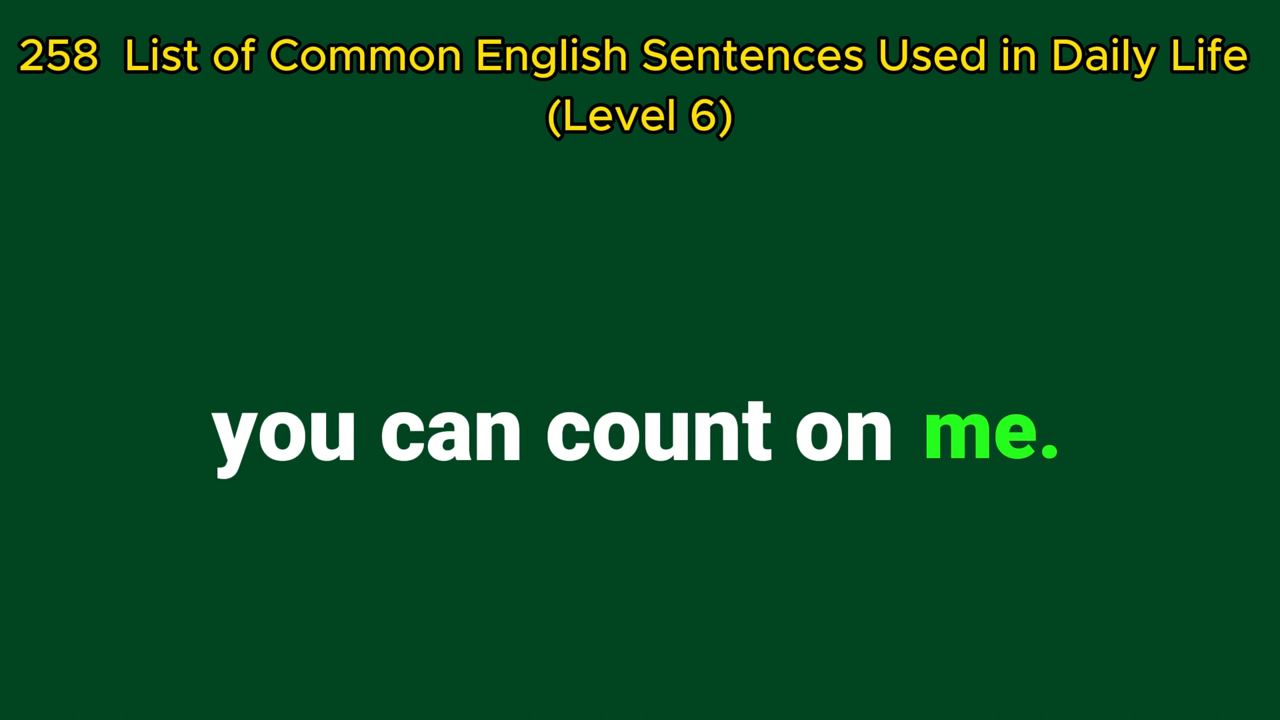 258 List of Common English Sentences Used in Daily Life
(Level 6)
you can count on me.